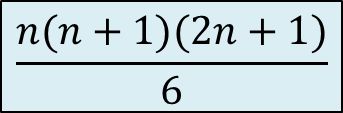 n(n + 1)(2n + 1)
6